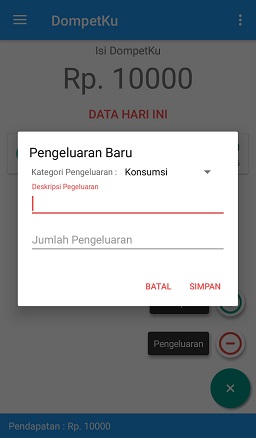 DompetKu
Isi DompetKu
Rp. 10000
DATA HARI INI
Pengeluaran Baru
Kategori Pengeluaran : Konsumsi
Deskripsi Pegeluaran
Jumlah Pengeluaran
BATAL SIMPAN
Pengeluaran
Pendapatan : Rp. 10000